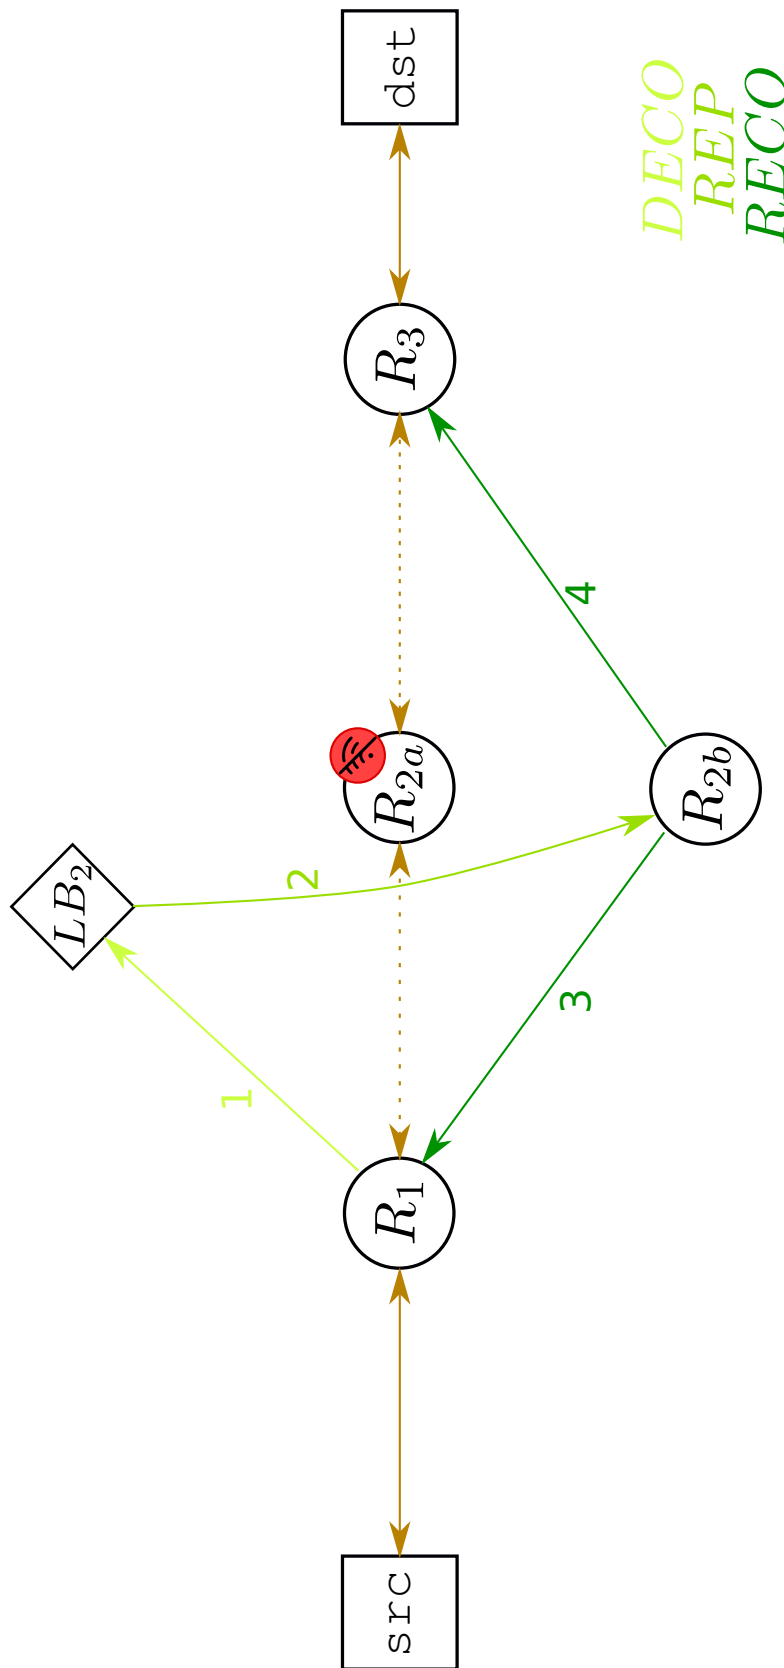 LB₂
1
2
src
R₁
R₂ₐ
R₃
dst
3
4
R₂b
DECO
REP
RECO